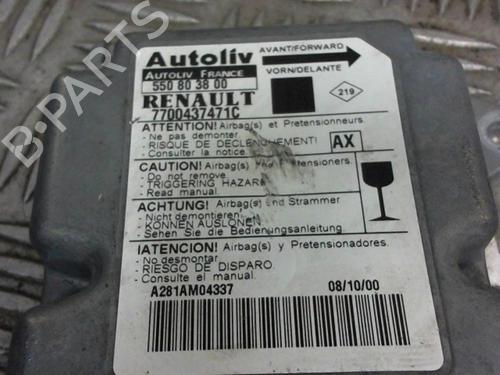 Autoliv
AUTOLIV FRANCE
550 80 38 00
RENAULT
7700437471C
AVANT/FORWARD
VORN/DELANTE
219
ATTENTION! Airbag(s) et Pretensionneurs
- Ne pas demonter
- RISQUE DE DECLENCHEMENT!
- Consulter la notice
AX
CAUTION! Airbag(s) and Pretensioners
- Do not remove
- TRIGGERING HAZARD
- Read manual
ACHTUNG! Airbag(s) und Strammer
- Nicht demontieren
- KÖNNEN AUSLÖSEN
- Sehen Sie die Bedienungsanleitung
!ATENCION! Airbag(s) y Pretensionadores.
- No desmontar
- RIESGO DE DISPARO
- Consulte el manual
A281AM04337
08/10/00
B-PARTS